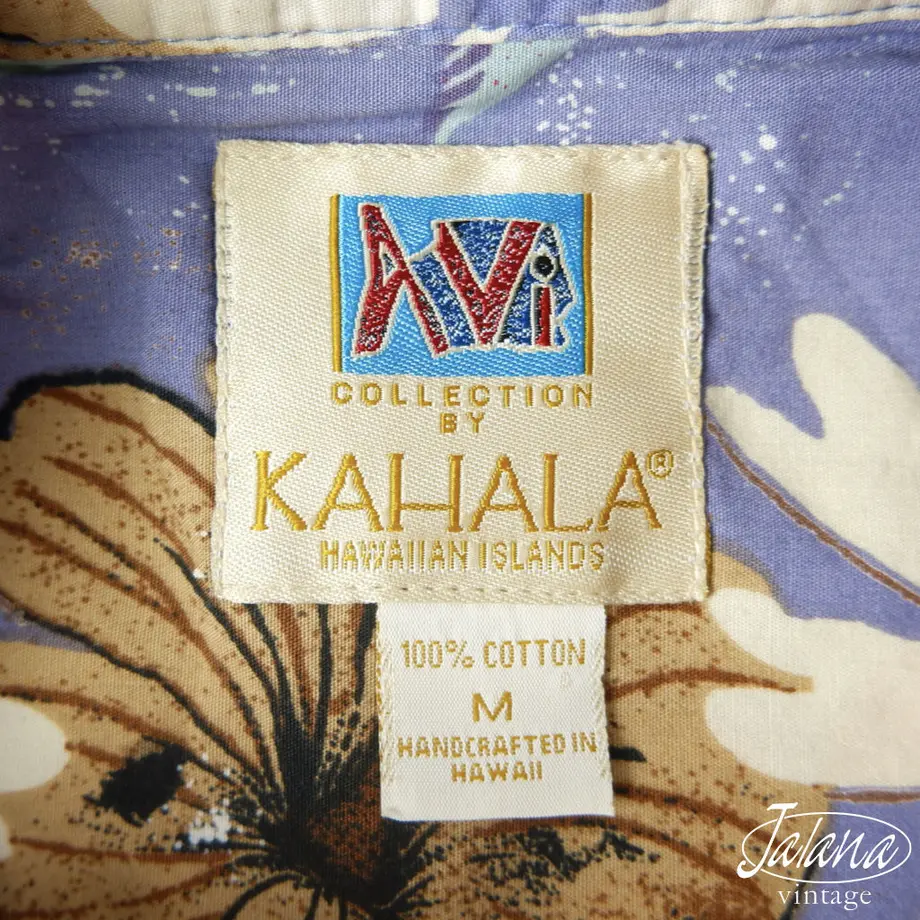 AVi
COLLECTION
BY
KAHALA®
HAWAIIAN ISLANDS
100% COTTON
M
HANDCRAFTED IN
HAWAII
Jalana
vintage